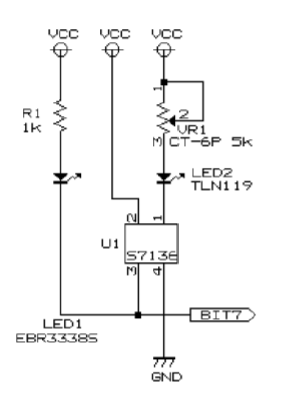 VCC VCC VCC
1
R1
1k
2
VR1
3 CT-6P 5k
LED2
TLN119
2 1
U1
S7136
3 4
LED1
EBR3338S
BIT7
GND